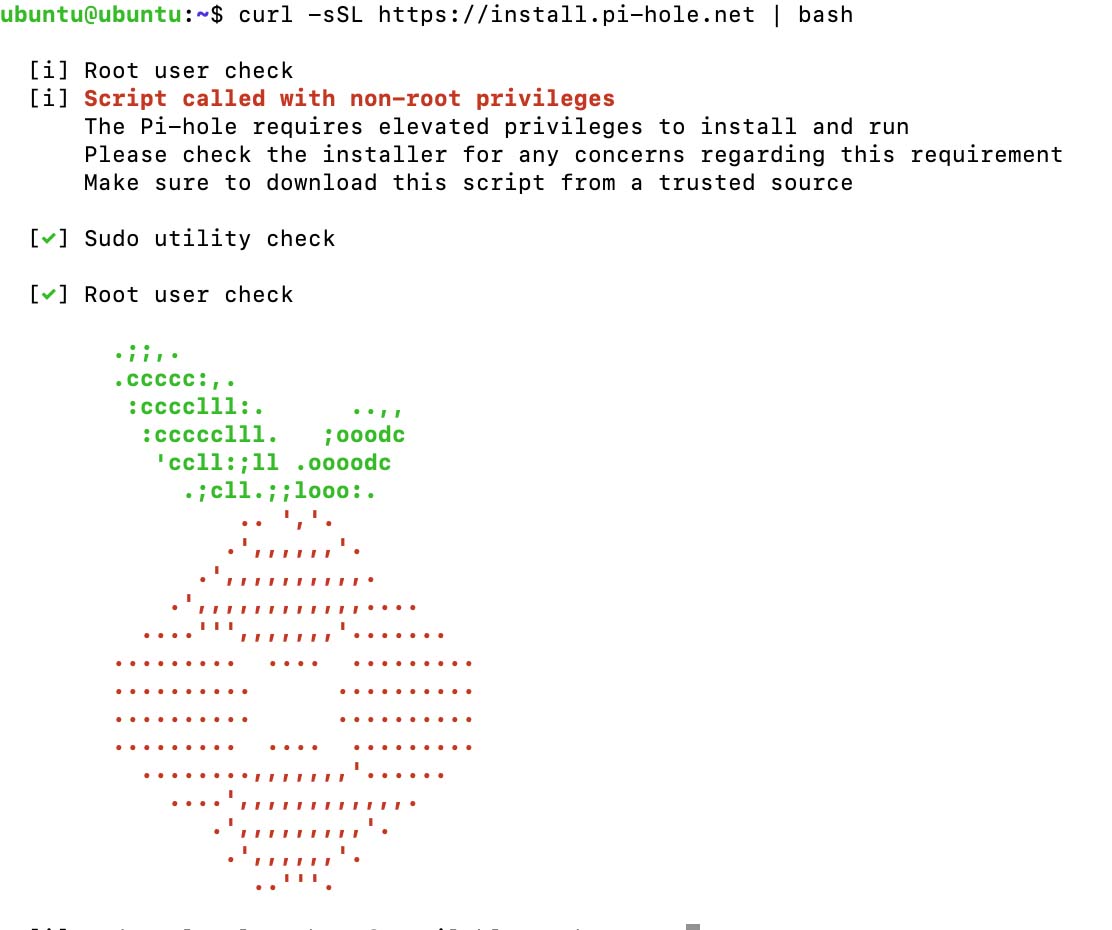 ubuntu@ubuntu:~$ curl -sSL https://install.pi-hole.net | bash
[i] Root user check
[i] Script called with non-root privileges
The Pi-hole requires elevated privileges to install and run
Please check the installer for any concerns regarding this requirement
Make sure to download this script from a trusted source
[✓] Sudo utility check
[✓] Root user check
.;;,.
.ccccc:,.
:cccclll:.      ..,,
:ccccclll.   ;ooodc
'ccll:;ll .oooodc
.;cll.;;looo:.
.. ','.
.',,,,,,'.
.',,,,,,,,,,.
.',,,,,,,,,,,,....
....''',,,,,,,'.......
.........  ....  .........
..........      ..........
..........      ..........
.........  ....  .........
........,,,,,,,'......
....',,,,,,,,,,,,.
.',,,,,,,,,'.
.',,,,,,'.
..'''.